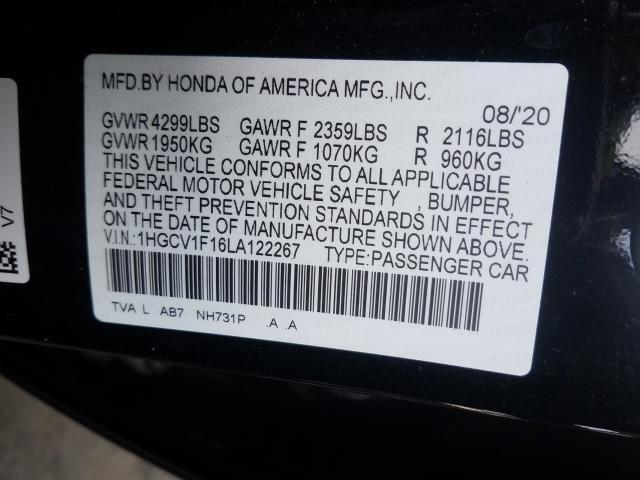 MFD.BY HONDA OF AMERICA MFG.,INC.
08/'20
GVWR 4299LBS GAWR F 2359LBS R 2116LBS
GVWR 1950KG GAWR F 1070KG R 960KG
THIS VEHICLE CONFORMS TO ALL APPLICABLE
FEDERAL MOTOR VEHICLE SAFETY , BUMPER,
AND THEFT PREVENTION STANDARDS IN EFFECT
ON THE DATE OF MANUFACTURE SHOWN ABOVE.
V.I.N.:1HGCV1F16LA122267 TYPE:PASSENGER CAR
TVA L AB7 NH731P .A .A
V7